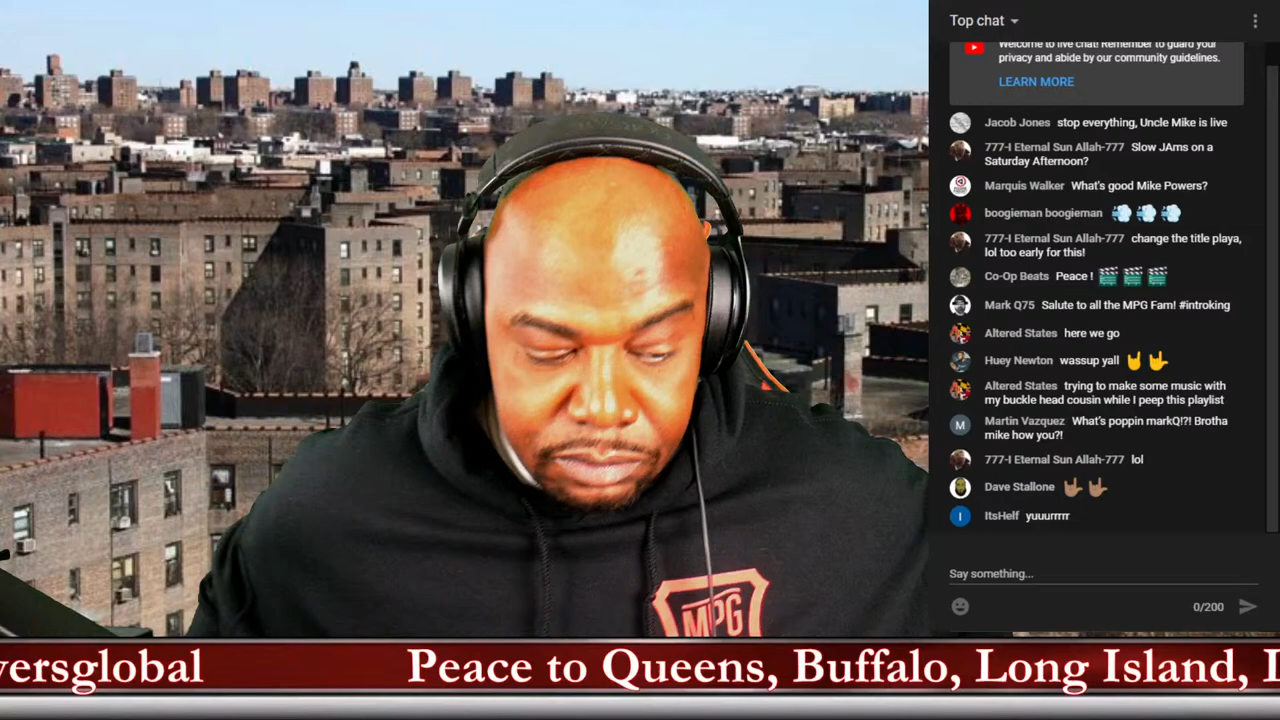 Top chat
Welcome to live chat! Remember to guard your
privacy and abide by our community guidelines.
LEARN MORE
Jacob Jones stop everything, Uncle Mike is live
777-I Eternal Sun Allah-777 Slow JAms on a
Saturday Afternoon?
Marquis Walker What's good Mike Powers?
boogieman boogieman
777-I Eternal Sun Allah-777 change the title playa,
lol too early for this!
Co-Op Beats Peace !
Mark Q75 Salute to all the MPG Fam! #introking
Altered States here we go
Huey Newton wassup yall
Altered States trying to make some music with
my buckle head cousin while I peep this playlist
M
Martin Vazquez What's poppin markQ!?! Brotha
mike how you?!
777-I Eternal Sun Allah-777 lol
Dave Stallone
I
ItsHelf yuuurrrrr
Say something...
0/200
MPG
versglobal
Peace to Queens, Buffalo, Long Island,